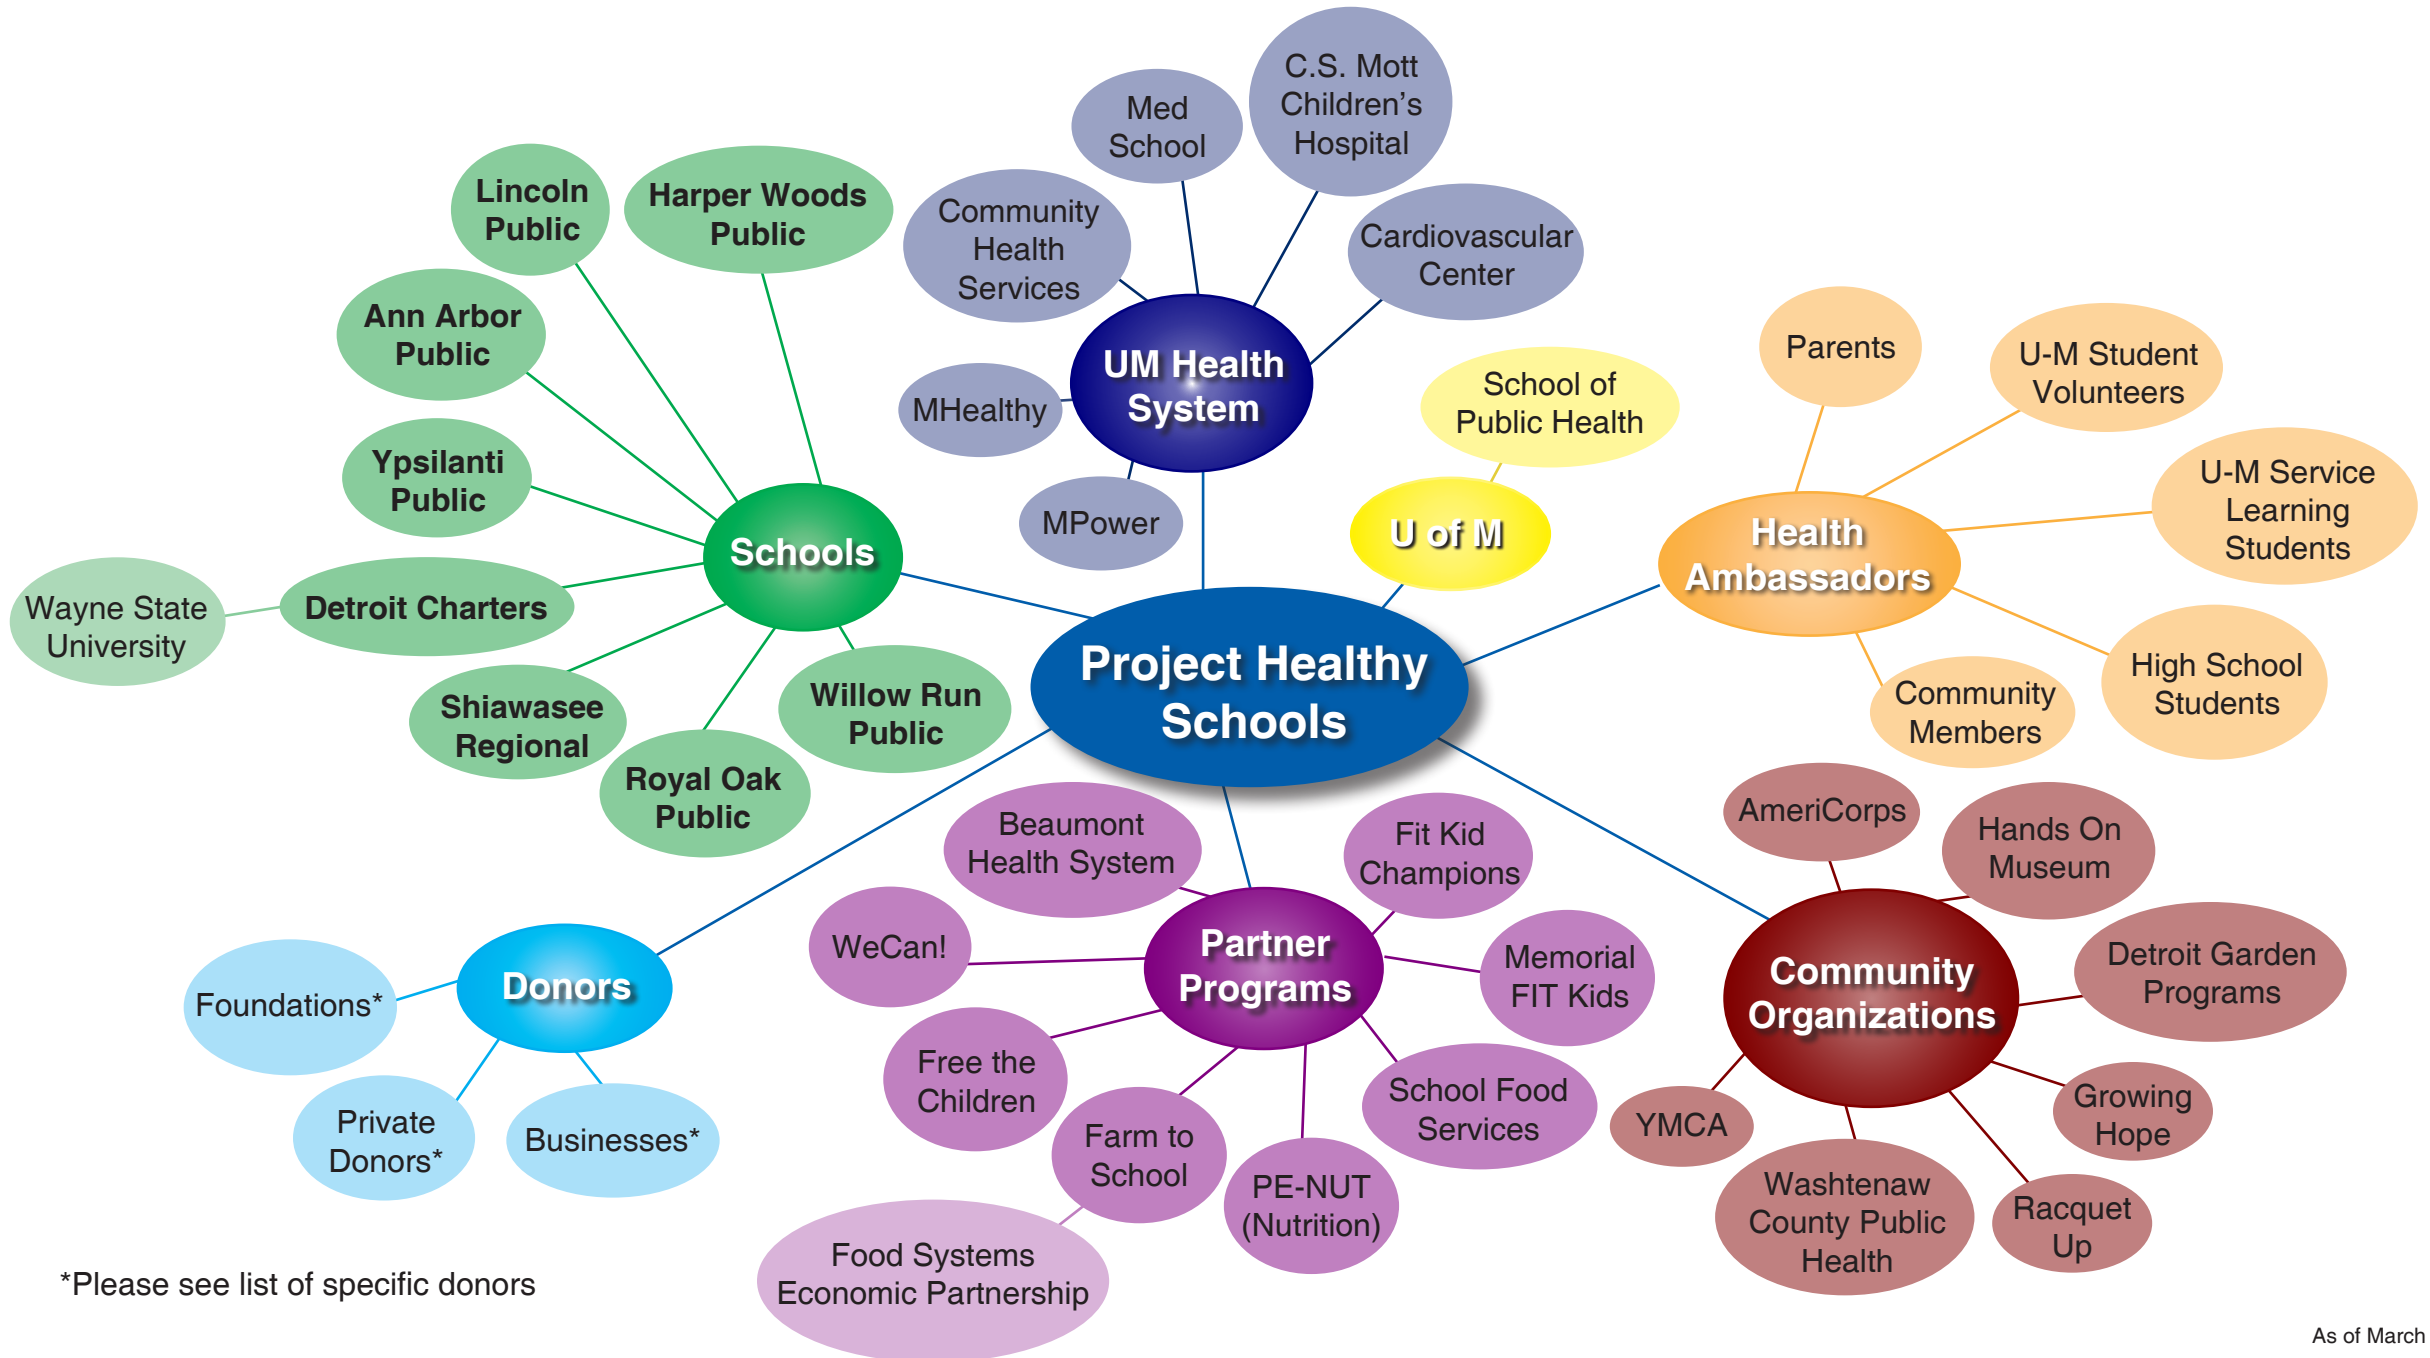 C.S. Mott
Children's
Hospital
Med
School
Community
Health
Services
Cardiovascular
Center
MHealthy
MPower
UM Health
System
Lincoln
Public
Harper Woods
Public
Ann Arbor
Public
Ypsilanti
Public
Detroit Charters
Wayne State
University
Shiawasee
Regional
Royal Oak
Public
Willow Run
Public
Schools
School of
Public Health
U of M
Parents
U-M Student
Volunteers
U-M Service
Learning
Students
High School
Students
Community
Members
Health
Ambassadors
Project Healthy
Schools
Donors
Foundations*
Private
Donors*
Businesses*
Beaumont
Health System
Fit Kid
Champions
WeCan!
Memorial
FIT Kids
Partner
Programs
Free the
Children
Farm to
School
School Food
Services
PE-NUT
(Nutrition)
Food Systems
Economic Partnership
AmeriCorps
Hands On
Museum
Detroit Garden
Programs
Community
Organizations
Growing
Hope
YMCA
Washtenaw
County Public
Health
Racquet
Up
*Please see list of specific donors
As of March